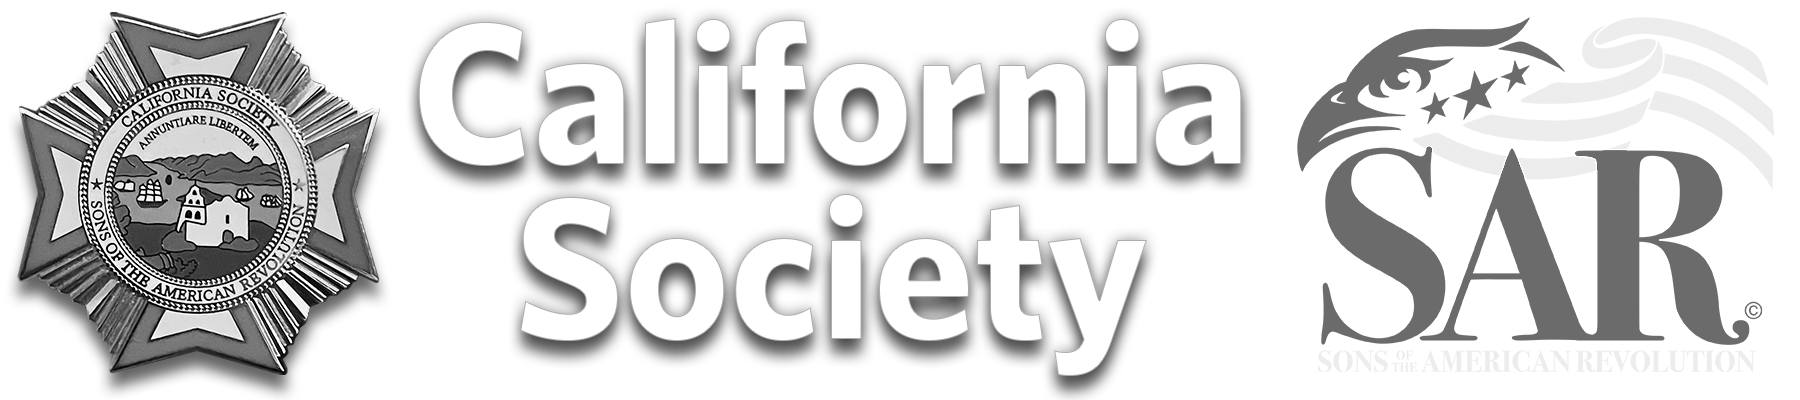 CALIFORNIA SOCIETY
ANNUNTIARE LIBERTEM
SONS OF THE AMERICAN REVOLUTION
California
Society
SAR
©
SONS OF THE AMERICAN REVOLUTION